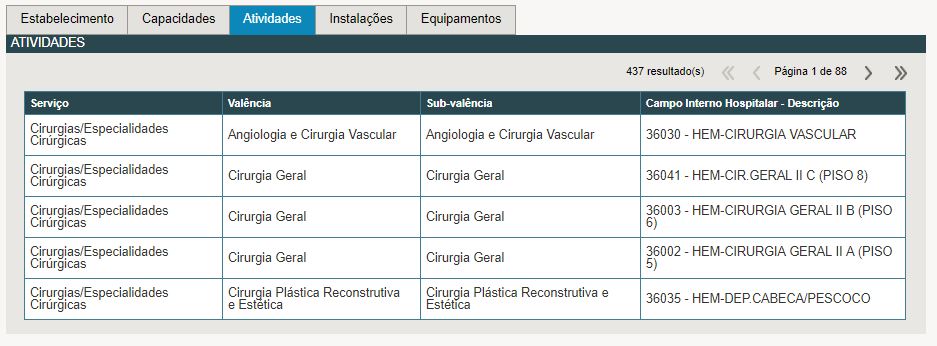 Estabelecimento Capacidades Atividades Instalações Equipamentos
ATIVIDADES
437 resultado(s) Página 1 de 88
Serviço Valência Sub-valência Campo Interno Hospitalar - Descrição
Cirurgias/Especialidades
Cirúrgicas
Angiologia e Cirurgia Vascular
Angiologia e Cirurgia Vascular
36030 - HEM-CIRURGIA VASCULAR
Cirurgias/Especialidades
Cirúrgicas
Cirurgia Geral
Cirurgia Geral
36041 - HEM-CIR.GERAL II C (PISO 8)
Cirurgias/Especialidades
Cirúrgicas
Cirurgia Geral
Cirurgia Geral
36003 - HEM-CIRURGIA GERAL II B (PISO
6)
Cirurgias/Especialidades
Cirúrgicas
Cirurgia Geral
Cirurgia Geral
36002 - HEM-CIRURGIA GERAL II A (PISO
5)
Cirurgias/Especialidades
Cirúrgicas
Cirurgia Plástica Reconstrutiva
e Estética
Cirurgia Plástica Reconstrutiva e
Estética
36035 - HEM-DEP.CABECA/PESCOCO